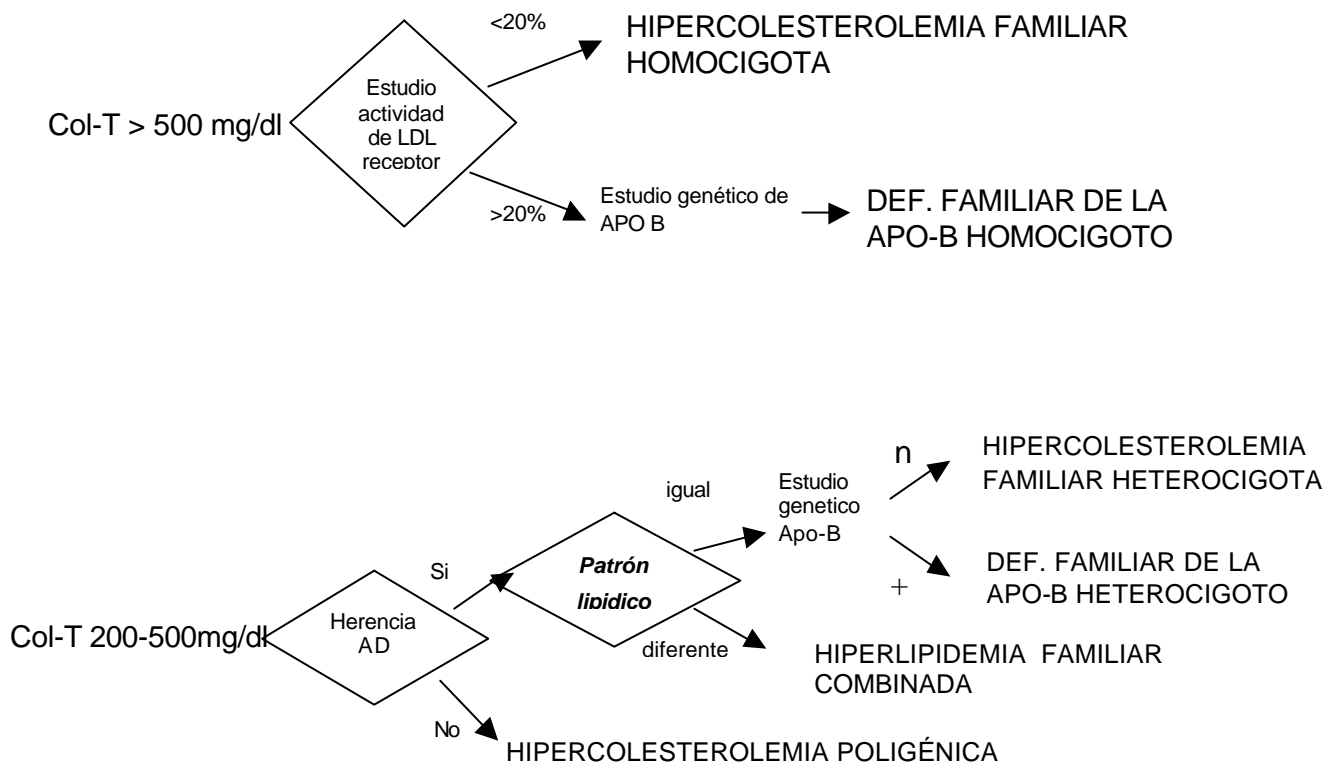 <20%
HIPERCOLESTEROLEMIA FAMILIAR
HOMOCIGOTA
Col-T > 500 mg/dl
Estudio
actividad
de LDL
receptor
>20%
Estudio genético de
APO B
DEF. FAMILIAR DE LA
APO-B HOMOCIGOTO
Col-T 200-500mg/dl
Herencia
AD
Si
Patrón
lipidico
igual
Estudio
genetico
Apo-B
n
HIPERCOLESTEROLEMIA
FAMILIAR HETEROCIGOTA
+
DEF. FAMILIAR DE LA
APO-B HETEROCIGOTO
diferente
HIPERLIPIDEMIA FAMILIAR
COMBINADA
No
HIPERCOLESTEROLEMIA POLIGÉNICA